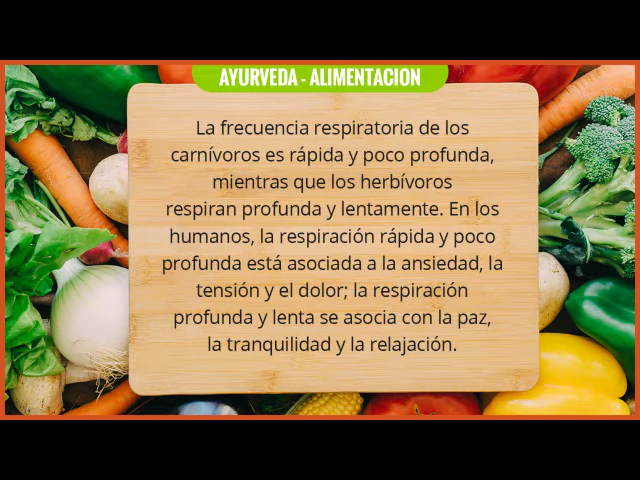 AYURVEDA - ALIMENTACION
La frecuencia respiratoria de los
carnívoros es rápida y poco profunda,
mientras que los herbívoros
respiran profunda y lentamente. En los
humanos, la respiración rápida y poco
profunda está asociada a la ansiedad, la
tensión y el dolor; la respiración
profunda y lenta se asocia con la paz,
la tranquilidad y la relajación.